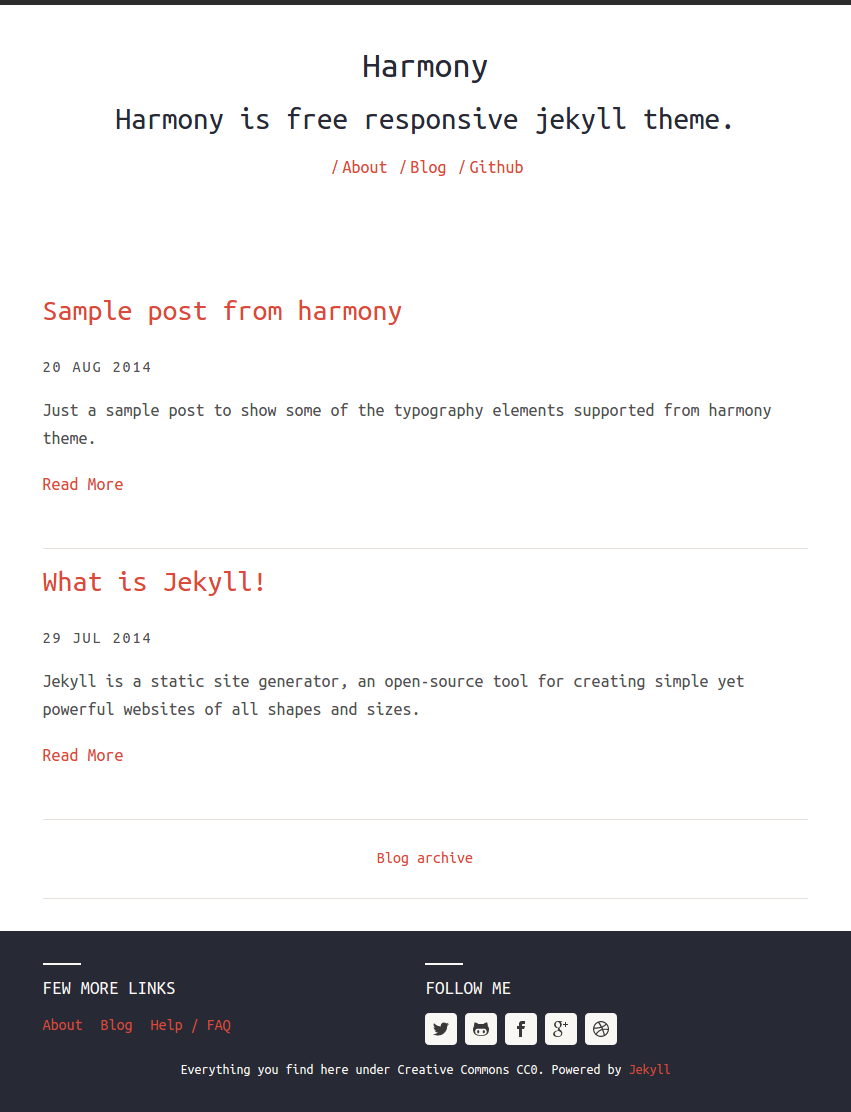 Harmony
Harmony is free responsive jekyll theme.
/ About / Blog / Github
Sample post from harmony
20 AUG 2014
Just a sample post to show some of the typography elements supported from harmony
theme.
Read More
What is Jekyll!
29 JUL 2014
Jekyll is a static site generator, an open-source tool for creating simple yet
powerful websites of all shapes and sizes.
Read More
Blog archive
FEW MORE LINKS
About Blog Help / FAQ
FOLLOW ME
Everything you find here under Creative Commons CC0. Powered by Jekyll